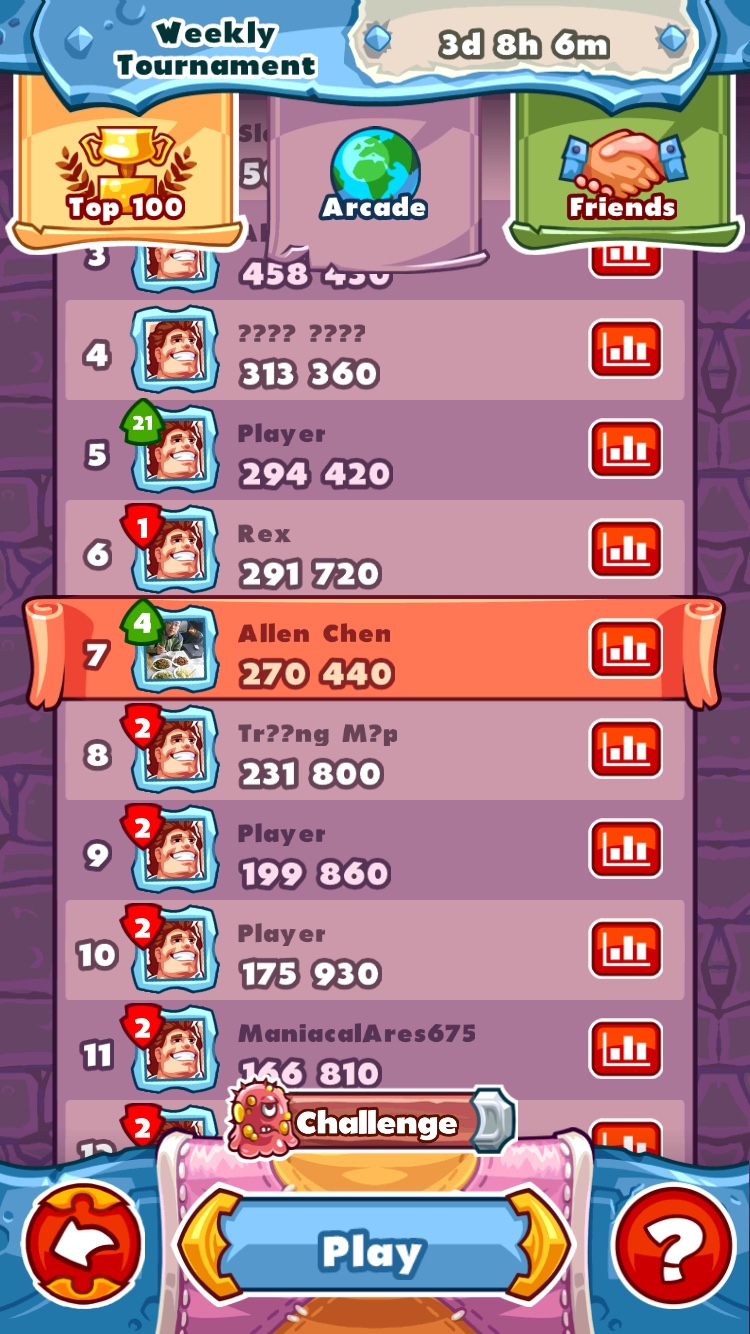 Weekly
Tournament
3d 8h 6m
Top 100
Arcade
Friends
3
458 430
4
???? ????
313 360
21
5
Player
294 420
1
6
Rex
291 720
4
7
Allen Chen
270 440
2
8
Tr??ng M?p
231 800
2
9
Player
199 860
2
10
Player
175 930
2
11
ManiacalAres675
166 810
2
12
Challenge
Play
?